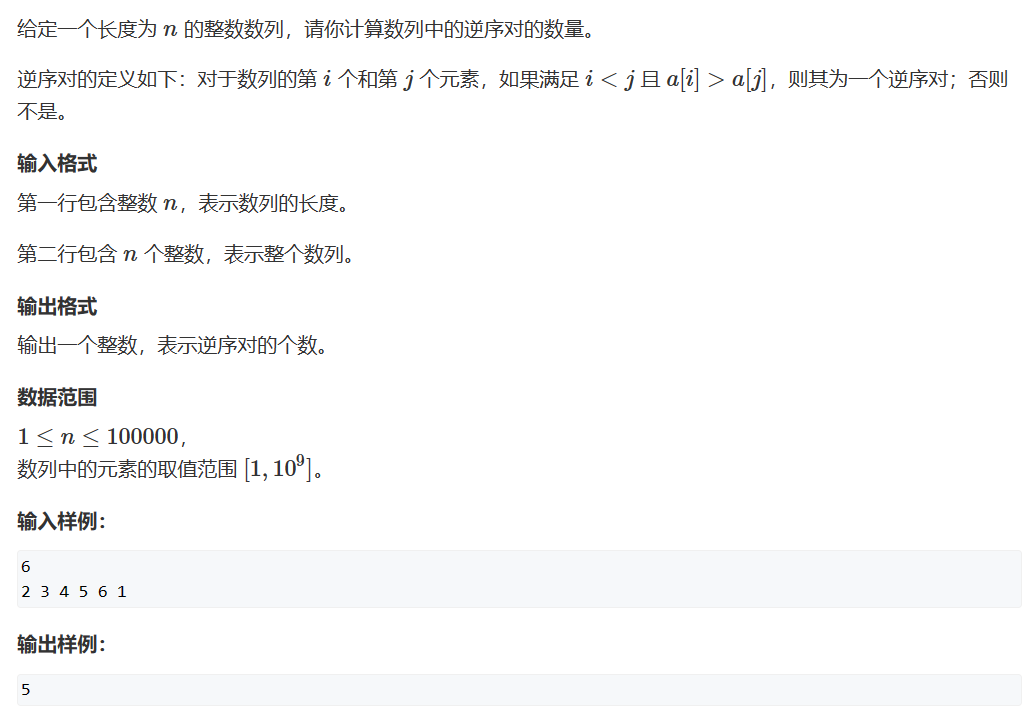 给定一个长度为 n 的整数数列，请你计算数列中的逆序对的数量。
逆序对的定义如下：对于数列的第 i 个和第 j 个元素，如果满足 i < j 且 a[i] > a[j]，则其为一个逆序对；否则
不是。
输入格式
第一行包含整数 n，表示数列的长度。
第二行包含 n 个整数，表示整个数列。
输出格式
输出一个整数，表示逆序对的个数。
数据范围
1 ≤ n ≤ 100000，
数列中的元素的取值范围 [1, 10⁹]。
输入样例：
6
2 3 4 5 6 1
输出样例：
5